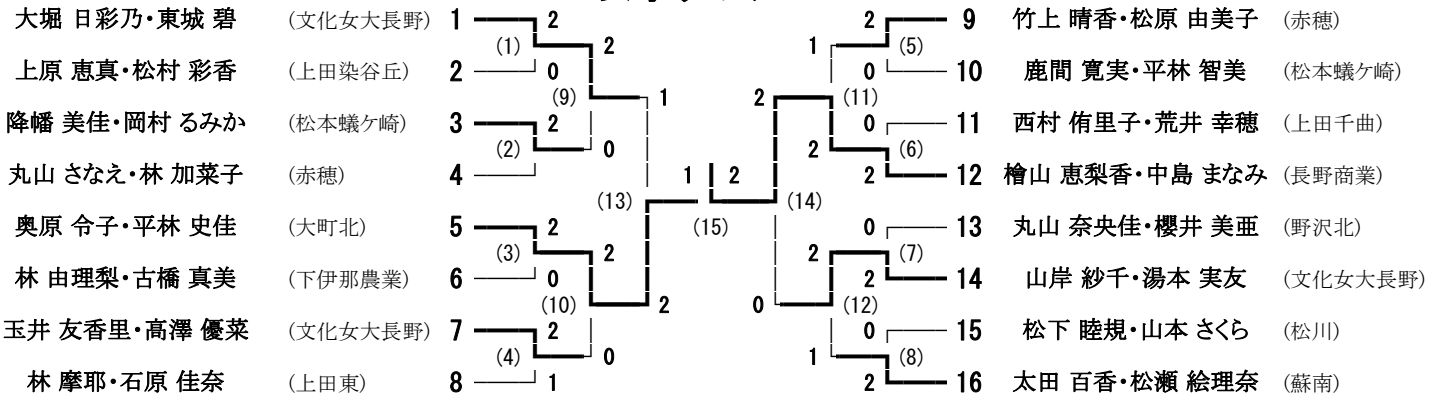 大堀 日彩乃・東城 碧 (文化女大長野) 1 2 2 9 竹上 晴香・松原 由美子 (赤穂)
(1) 2 1 (5)
上原 恵真・松村 彩香 (上田染谷丘) 2 0 0 10 鹿間 寛実・平林 智美 (松本蟻ケ崎)
(9) 1 2 (11)
降幡 美佳・岡村 るみか (松本蟻ケ崎) 3 2 0 11 西村 侑里子・荒井 幸穂 (上田千曲)
(2) 0 2 (6)
丸山 さなえ・林 加菜子 (赤穂) 4 1 2 2 12 檜山 恵梨香・中島 まなみ (長野商業)
(13) (14)
奥原 令子・平林 史佳 (大町北) 5 2 (15) 0 13 丸山 奈央佳・櫻井 美亜 (野沢北)
(3) 2 2 (7)
林 由理梨・古橋 真美 (下伊那農業) 6 0 2 14 山岸 紗千・湯本 実友 (文化女大長野)
(10) 2 0 (12)
玉井 友香里・高澤 優菜 (文化女大長野) 7 2 0 15 松下 睦規・山本 さくら (松川)
(4) 0 1 (8)
林 摩耶・石原 佳奈 (上田東) 8 1 2 16 太田 百香・松瀬 絵理奈 (蘇南)